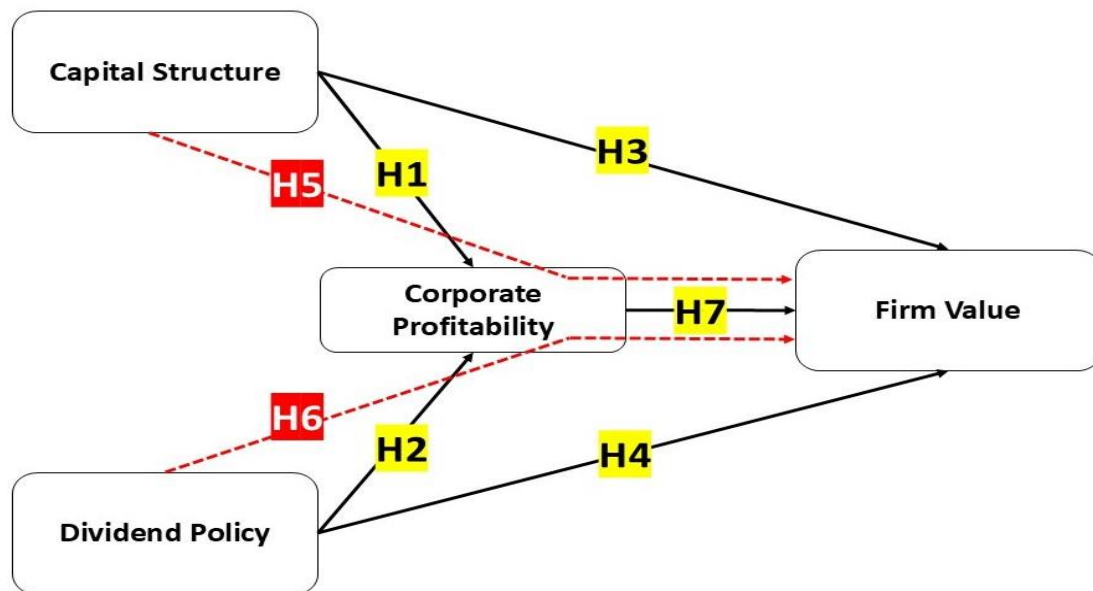 Capital Structure
H3
H1
H5
Corporate
Profitability
H7
Firm Value
H6
H2
H4
Dividend Policy